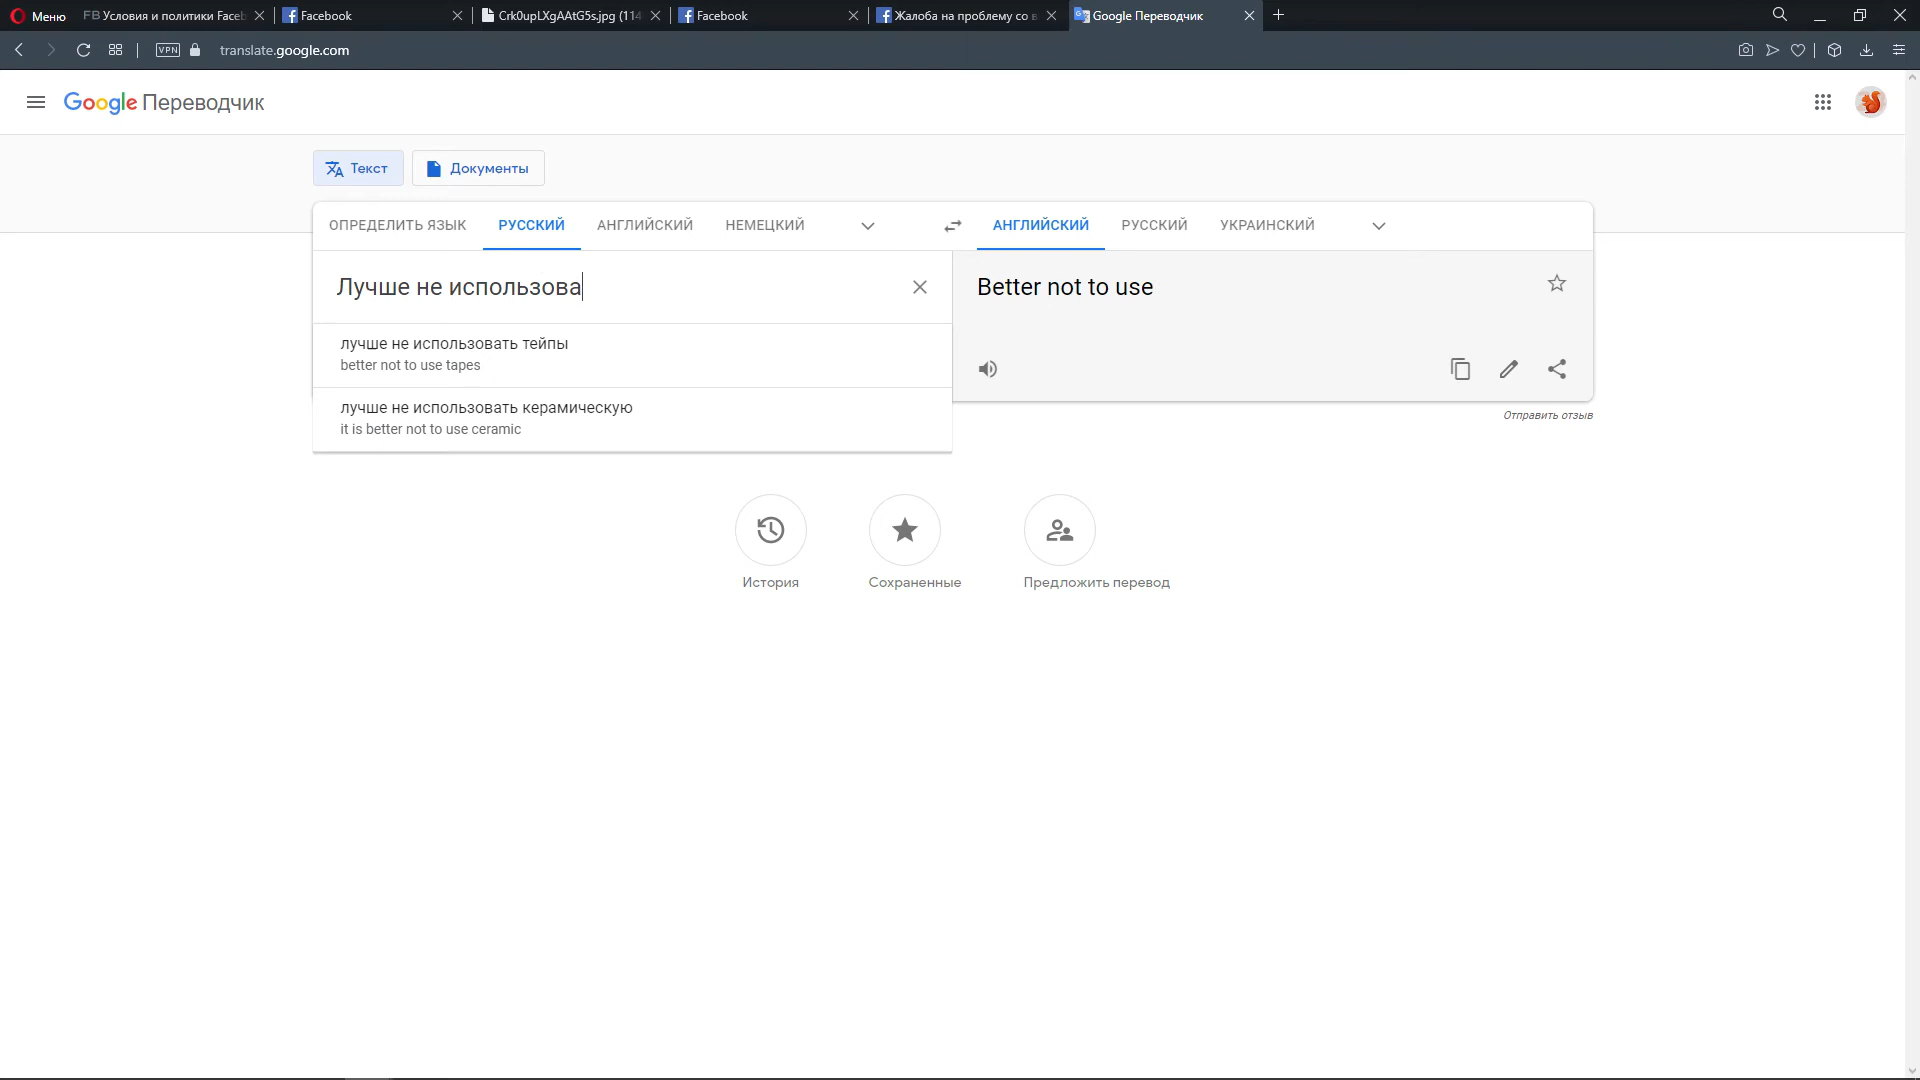 Меню
FB Условия и политики Faceb
Facebook
Crk0upLXgAAtG5s.jpg (114
Facebook
Жалоба на проблему со в
Google Переводчик
VPN
translate.google.com
Google Переводчик
Текст
Документы
ОПРЕДЕЛИТЬ ЯЗЫК
РУССКИЙ
АНГЛИЙСКИЙ
НЕМЕЦКИЙ
АНГЛИЙСКИЙ
РУССКИЙ
УКРАИНСКИЙ
Лучше не использова
Better not to use
лучше не использовать тейпы
better not to use tapes
лучше не использовать керамическую
it is better not to use ceramic
Отправить отзыв
История
Сохраненные
Предложить перевод